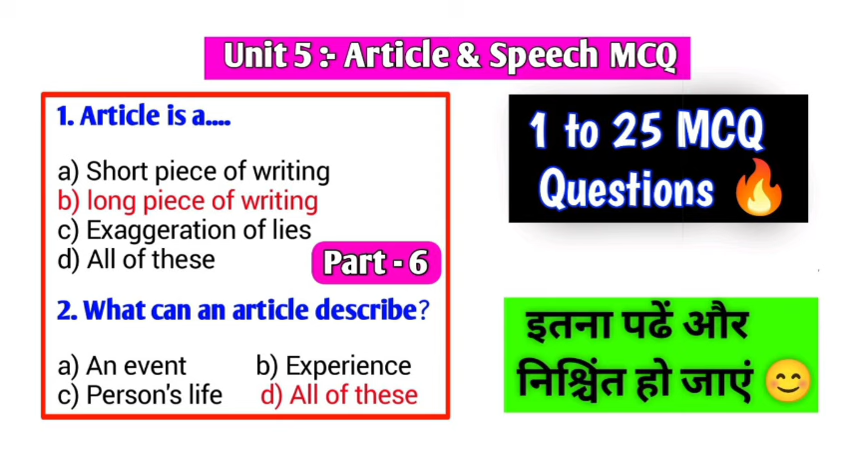 Unit 5 :- Article & Speech MCQ
1. Article is a....
a) Short piece of writing
b) long piece of writing
c) Exaggeration of lies
d) All of these
Part - 6
2. What can an article describe?
a) An event b) Experience
c) Person's life d) All of these
1 to 25 MCQ
Questions 🔥
इतना पढें और
निश्चिंत हो जाएं 😊